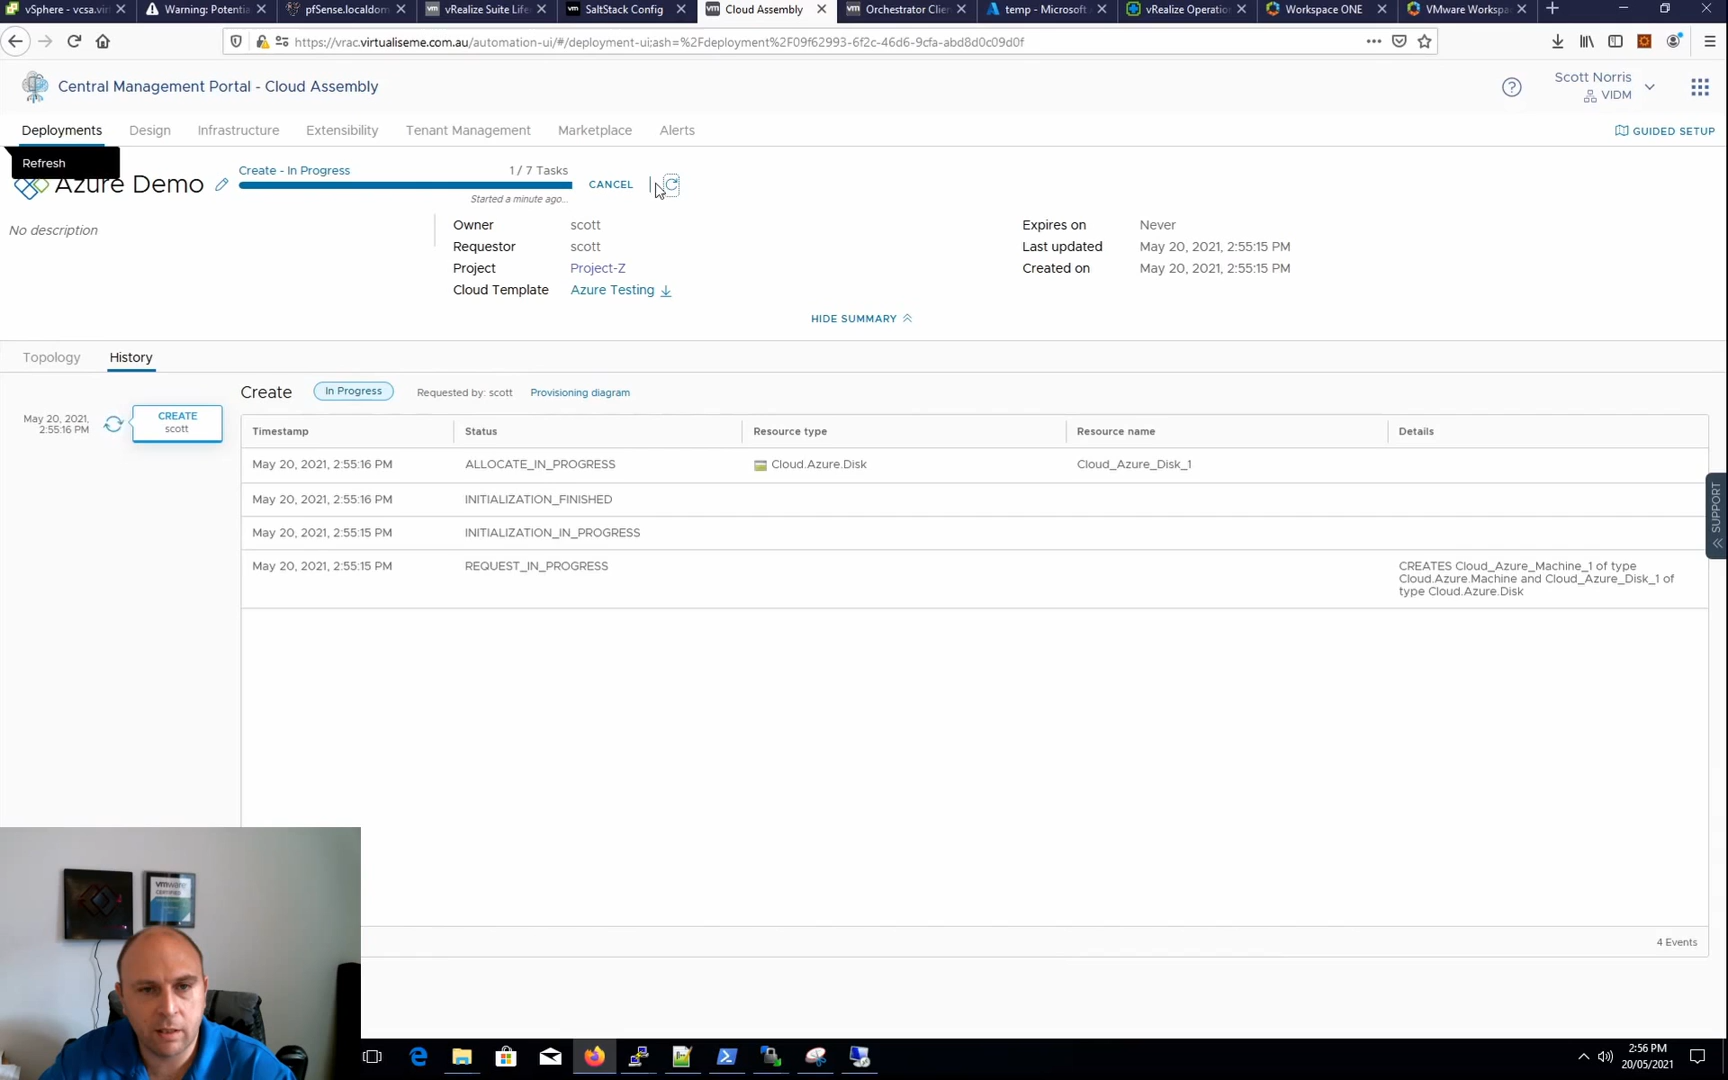 vSphere - vcsa.vir
Warning: Potentia
pfSense.localdom
vRealize Suite Life
SaltStack Config
Cloud Assembly
Orchestrator Clien
temp - Microsoft
vRealize Operatio
Workspace ONE
VMware Workspa
https://vrac.virtualiseme.com.au/automation-ui/#/deployment-ui;ash=%2Fdeployment%2F09f62993-6f2c-46d6-9cfa-abd8d0c09d0f
Central Management Portal - Cloud Assembly
Scott Norris
VIDM
Deployments
Design
Infrastructure
Extensibility
Tenant Management
Marketplace
Alerts
GUIDED SETUP
Refresh
Azure Demo
Create - In Progress
1 / 7 Tasks
CANCEL
Started a minute ago...
No description
Owner scott
Requestor scott
Project Project-Z
Cloud Template Azure Testing
Expires on Never
Last updated May 20, 2021, 2:55:15 PM
Created on May 20, 2021, 2:55:15 PM
HIDE SUMMARY
Topology
History
May 20, 2021,
2:55:16 PM
CREATE
scott
Create
In Progress
Requested by: scott
Provisioning diagram
Timestamp Status Resource type Resource name Details
May 20, 2021, 2:55:16 PM ALLOCATE_IN_PROGRESS Cloud.Azure.Disk Cloud_Azure_Disk_1
May 20, 2021, 2:55:16 PM INITIALIZATION_FINISHED
May 20, 2021, 2:55:15 PM INITIALIZATION_IN_PROGRESS
May 20, 2021, 2:55:15 PM REQUEST_IN_PROGRESS CREATES Cloud_Azure_Machine_1 of type
Cloud.Azure.Machine and Cloud_Azure_Disk_1 of
type Cloud.Azure.Disk
SUPPORT
4 Events
vmware
2:56 PM
20/05/2021